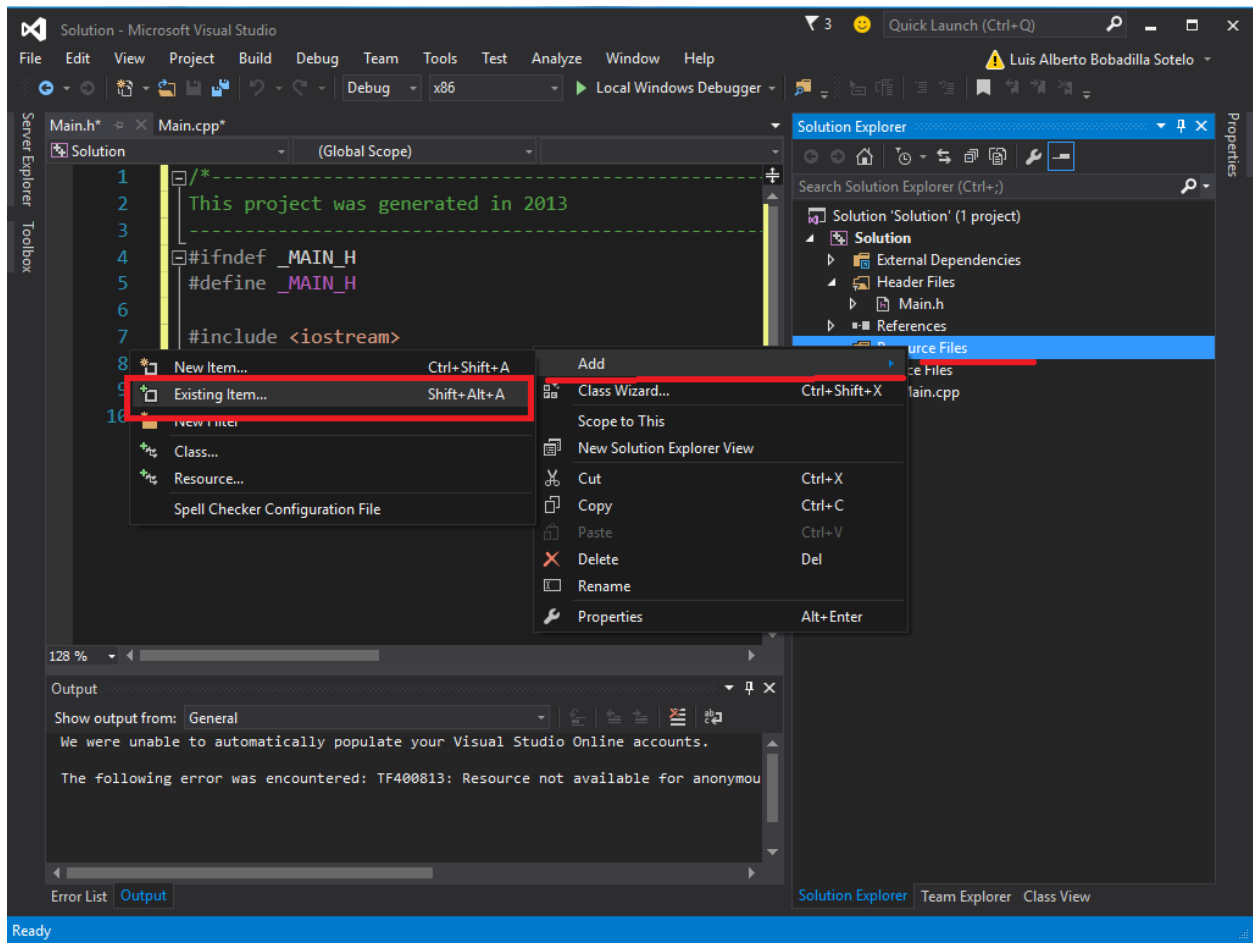 Solution - Microsoft Visual Studio
3
Quick Launch (Ctrl+Q)
File Edit View Project Build Debug Team Tools Test Analyze Window Help
Luis Alberto Bobadilla Sotelo
Debug x86 Local Windows Debugger
Server Explorer
Toolbox
Main.h* Main.cpp*
Solution (Global Scope)
1 /*---------------------------------------------
2 This project was generated in 2013
3 ---------------------------------------------
4 #ifndef _MAIN_H
5 #define _MAIN_H
6
7 #include <iostream>
8
9
10
New Item... Ctrl+Shift+A
Existing Item... Shift+Alt+A
New Filter
Class...
Resource...
Spell Checker Configuration File
Add
Class Wizard... Ctrl+Shift+X
Scope to This
New Solution Explorer View
Cut Ctrl+X
Copy Ctrl+C
Paste Ctrl+V
Delete Del
Rename
Properties Alt+Enter
128 %
Output
Show output from: General
We were unable to automatically populate your Visual Studio Online accounts.
The following error was encountered: TF400813: Resource not available for anonymou
Error List Output
Solution Explorer
Search Solution Explorer (Ctrl+;)
Solution 'Solution' (1 project)
Solution
External Dependencies
Header Files
Main.h
References
urce Files
ce Files
Main.cpp
Solution Explorer Team Explorer Class View
Properties
Ready